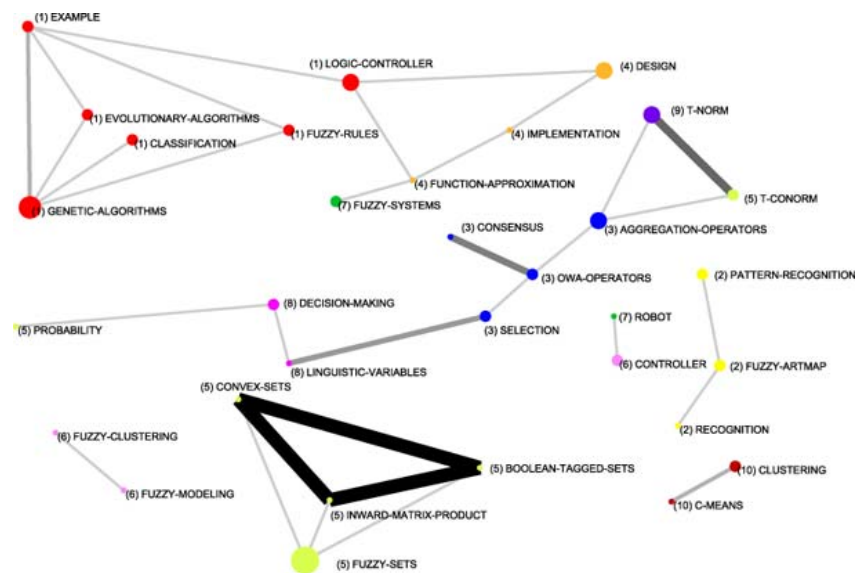 (1) EXAMPLE
(1) LOGIC-CONTROLLER
(4) DESIGN
(1) EVOLUTIONARY-ALGORITHMS
(9) T-NORM
(1) CLASSIFICATION
(1) FUZZY-RULES
(4) IMPLEMENTATION
(4) FUNCTION-APPROXIMATION
(5) T-CONORM
(7) FUZZY-SYSTEMS
(1) GENETIC-ALGORITHMS
(3) CONSENSUS
(3) AGGREGATION-OPERATORS
(3) OWA-OPERATORS
(2) PATTERN-RECOGNITION
(8) DECISION-MAKING
(5) PROBABILITY
(3) SELECTION
(7) ROBOT
(8) LINGUISTIC-VARIABLES
(6) CONTROLLER
(2) FUZZY-ARTMAP
(5) CONVEX-SETS
(6) FUZZY-CLUSTERING
(2) RECOGNITION
(5) BOOLEAN-TAGGED-SETS
(10) CLUSTERING
(6) FUZZY-MODELING
(5) INWARD-MATRIX-PRODUCT
(10) C-MEANS
(5) FUZZY-SETS